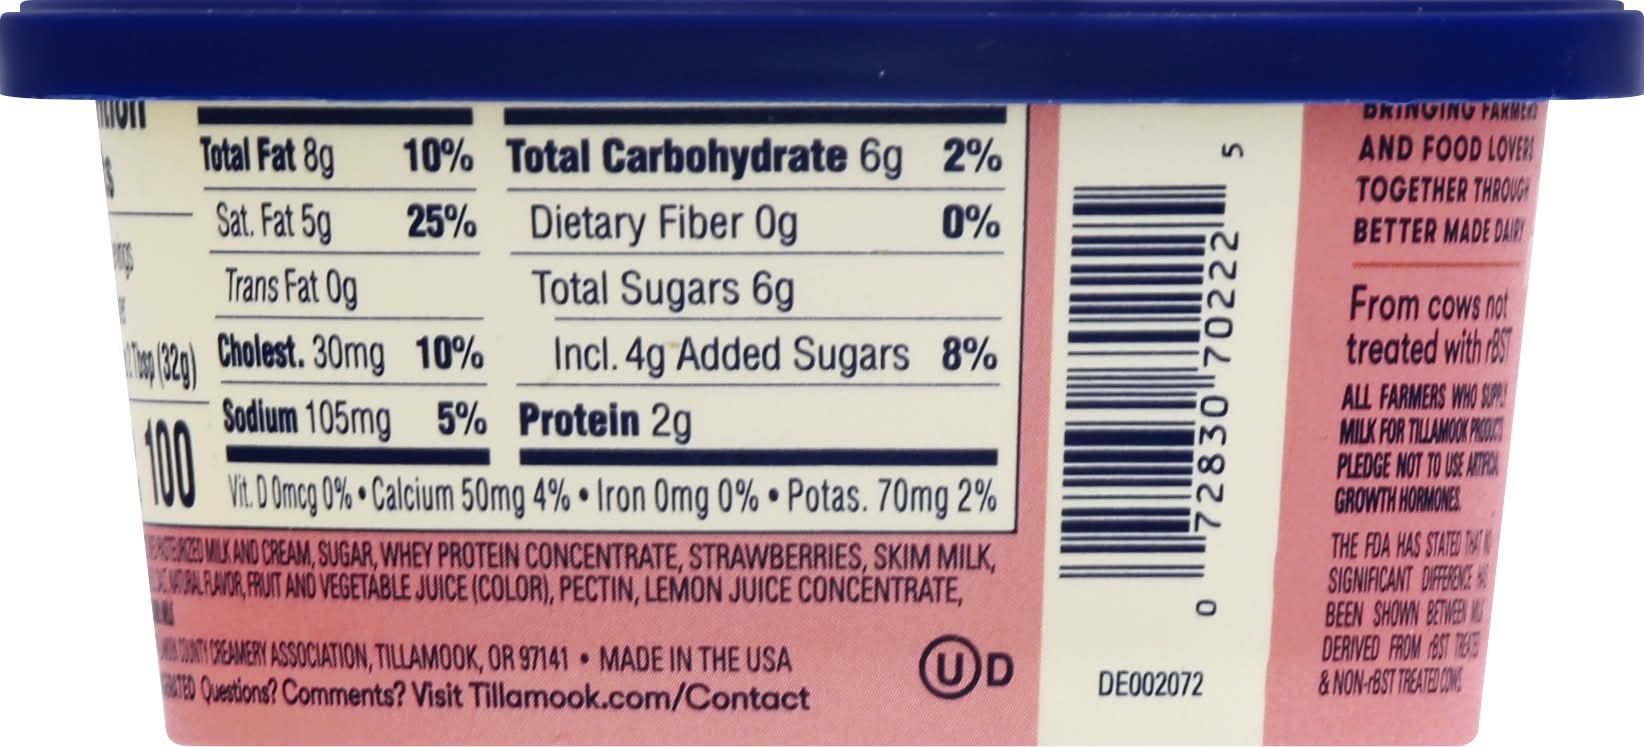 Total Fat 8g 10%
Sat. Fat 5g 25%
Trans Fat 0g
Cholest. 30mg 10%
Sodium 105mg 5%
Total Carbohydrate 6g 2%
Dietary Fiber 0g 0%
Total Sugars 6g
Incl. 4g Added Sugars 8%
Protein 2g
Vit. D 0mcg 0% • Calcium 50mg 4% • Iron 0mg 0% • Potas. 70mg 2%
Tbsp (32g)
100
MILK AND CREAM, SUGAR, WHEY PROTEIN CONCENTRATE, STRAWBERRIES, SKIM MILK,
NATURAL FLAVOR, FRUIT AND VEGETABLE JUICE (COLOR), PECTIN, LEMON JUICE CONCENTRATE,
COUNTY CREAMERY ASSOCIATION, TILLAMOOK, OR 97141 • MADE IN THE USA
Questions? Comments? Visit Tillamook.com/Contact
U D
0 72830 70222 5
DE002072
BRINGING FARMERS
AND FOOD LOVERS
TOGETHER THROUGH
BETTER MADE DAIRY
From cows not
treated with rBST
ALL FARMERS WHO SUPPLY
MILK FOR TILLAMOOK PRODUCTS
PLEDGE NOT TO USE ARTIFICIAL
GROWTH HORMONES.
THE FDA HAS STATED THAT NO
SIGNIFICANT DIFFERENCE HAS
BEEN SHOWN BETWEEN MILK
DERIVED FROM rBST TREATED
& NON-rBST TREATED COWS.